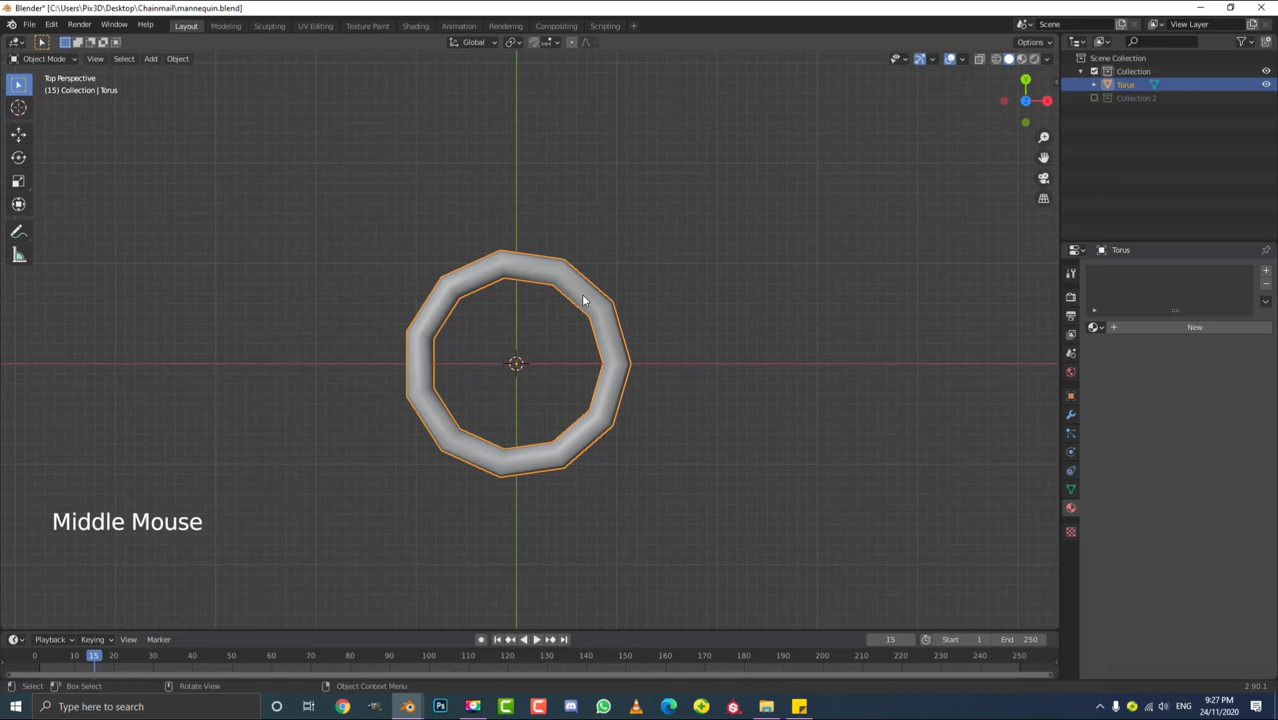 Blender* [C:\Users\Pix3D\Desktop\Chainmail\mannequin.blend]
File Edit Render Window Help
Layout Modeling Sculpting UV Editing Texture Paint Shading Animation Rendering Compositing Scripting +
Scene View Layer
Global Options
Object Mode View Select Add Object
Top Perspective
(15) Collection | Torus
Y
Z X
Scene Collection
Collection
Torus
Collection 2
Torus
+ New
Middle Mouse
Playback Keying View Marker 15 Start 1 End 250
0 10 15 20 30 40 50 60 70 80 90 100 110 120 130 140 150 160 170 180 190 200 210 220 230 240 250
Select Box Select Rotate View Object Context Menu 2.90.1
Type here to search
Ps
9:27 PM
24/11/2020